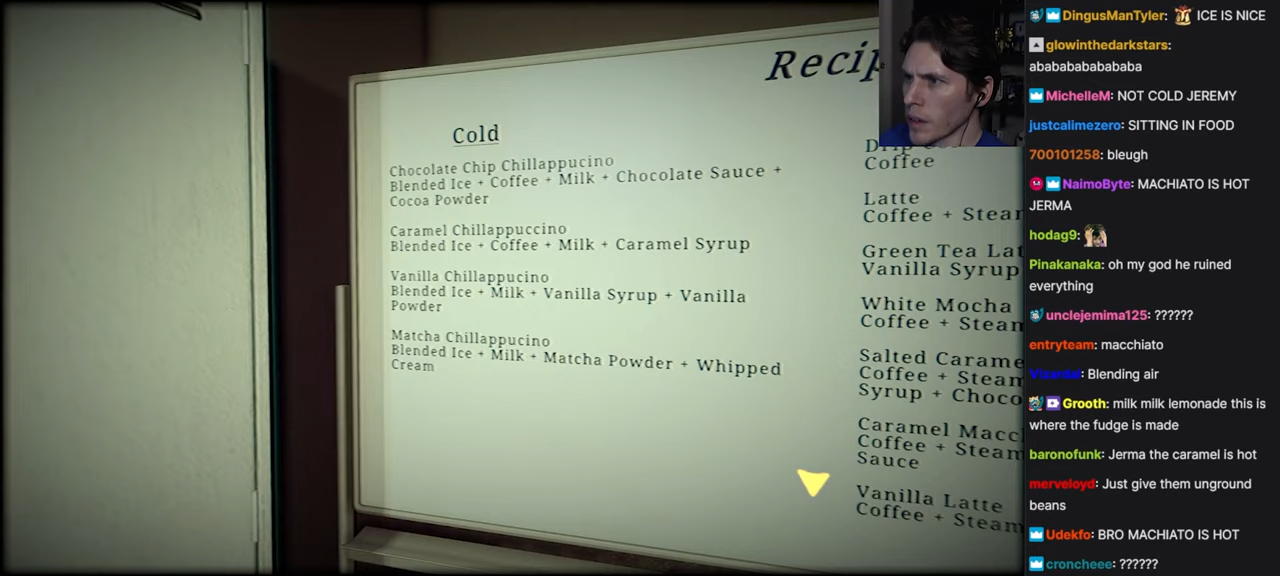 Cold
Chocolate Chip Chillappucino
Blended Ice + Coffee + Milk + Chocolate Sauce +
Cocoa Powder
Caramel Chillappuccino
Blended Ice + Coffee + Milk + Caramel Syrup
Vanilla Chillappucino
Blended Ice + Milk + Vanilla Syrup + Vanilla
Powder
Matcha Chillappucino
Blended Ice + Milk + Matcha Powder + Whipped
Cream
Recip
Coffee
Latte
Coffee + Steam
Green Tea Lat
Vanilla Syrup
White Mocha
Coffee + Steam
Salted Carame
Coffee + Steam
Syrup + Choco
Caramel Macc
Coffee + Steam
Sauce
Vanilla Latte
Coffee + Steam
DingusManTyler: ICE IS NICE
glowinthedarkstars:
ababababababa
MichelleM: NOT COLD JEREMY
justcalimezero: SITTING IN FOOD
700101258: bleugh
NaimoByte: MACHIATO IS HOT
JERMA
hodag9:
Pinakanaka: oh my god he ruined
everything
unclejemima125: ??????
entryteam: macchiato
Blending air
Grooth: milk milk lemonade this is
where the fudge is made
baronofunk: Jerma the caramel is hot
merveloyd: Just give them unground
beans
Udekfo: BRO MACHIATO IS HOT
croncheee: ??????